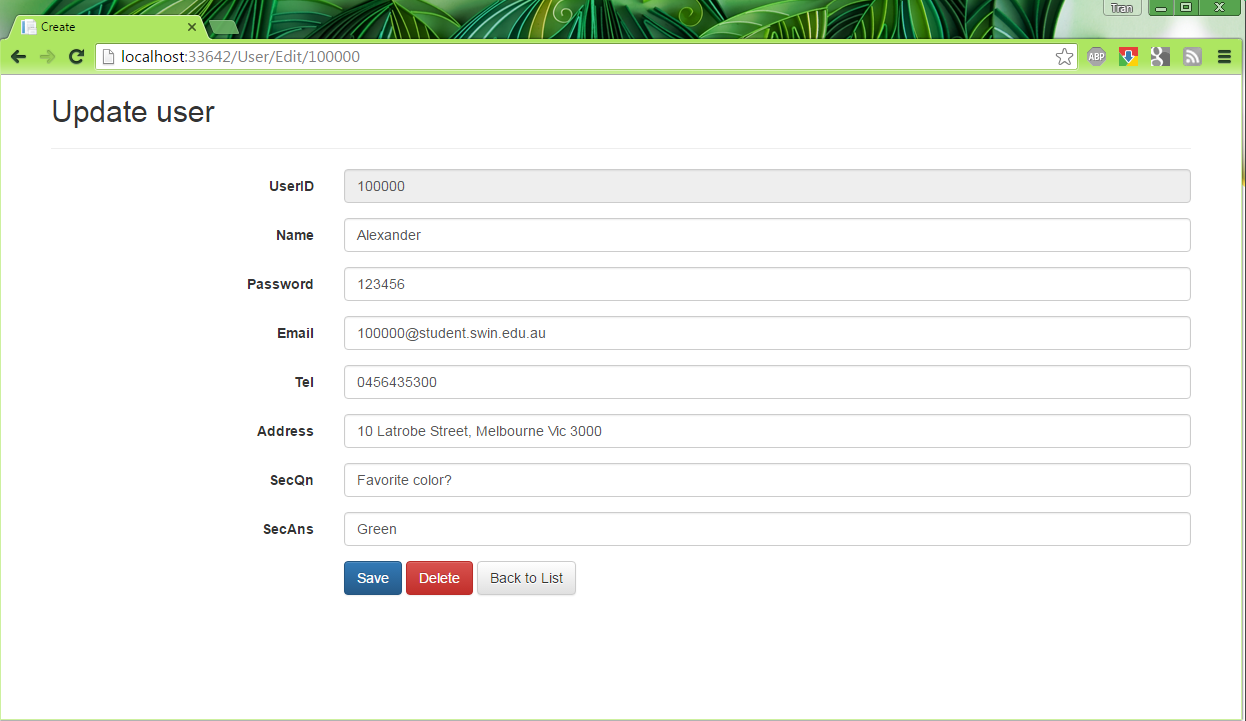 Tran
Create
localhost:33642/User/Edit/100000
ABP
g
Update user
UserID 100000
Name Alexander
Password 123456
Email 100000@student.swin.edu.au
Tel 0456435300
Address 10 Latrobe Street, Melbourne Vic 3000
SecQn Favorite color?
SecAns Green
Save Delete Back to List